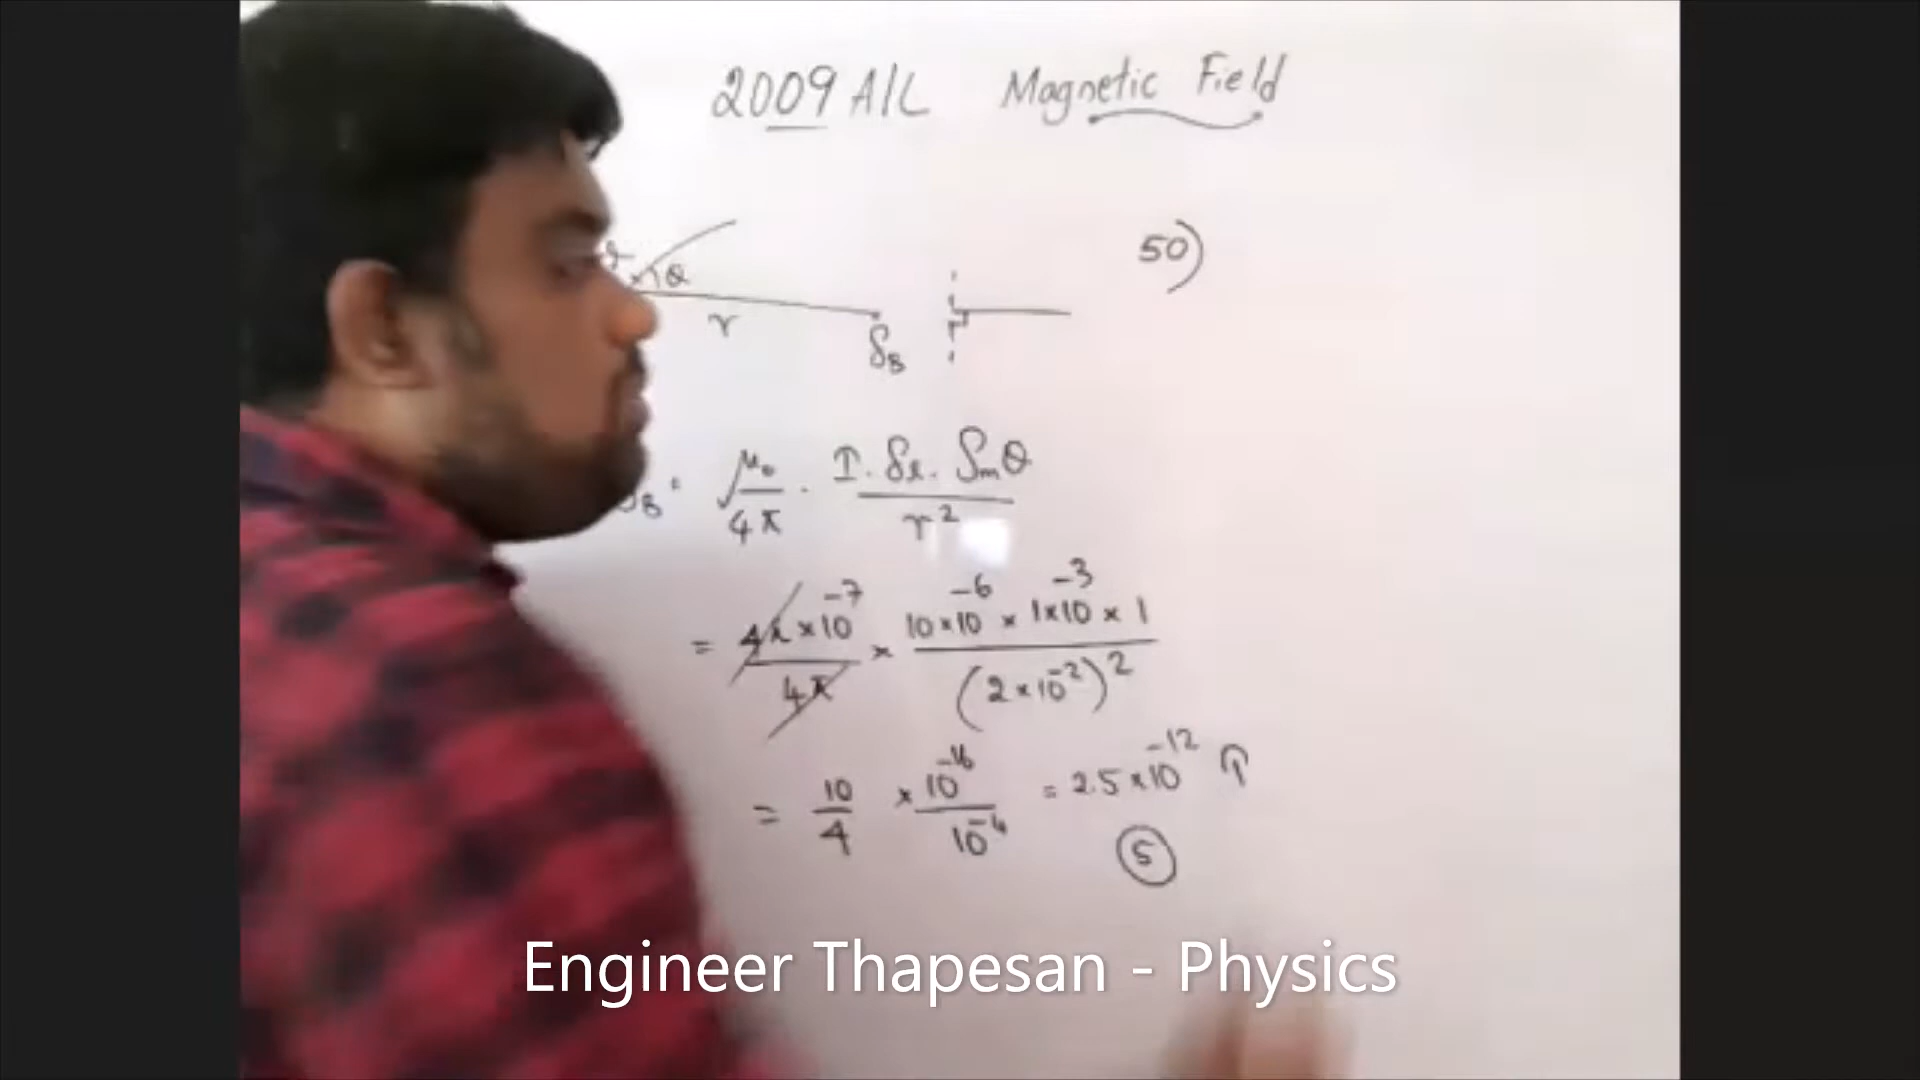 2009 A/L Magnetic Field
50)
θ
r
δB
δB = μ₀/4π · I · δℓ · Sinθ / r²
= 4π × 10⁻⁷ / 4π × 10×10⁻⁶ × 1×10⁻³ × 1 / (2×10⁻²)²
= 10/4 × 10⁻¹⁶ / 10⁻⁴ = 2.5×10⁻¹² T
5
Engineer Thapesan - Physics